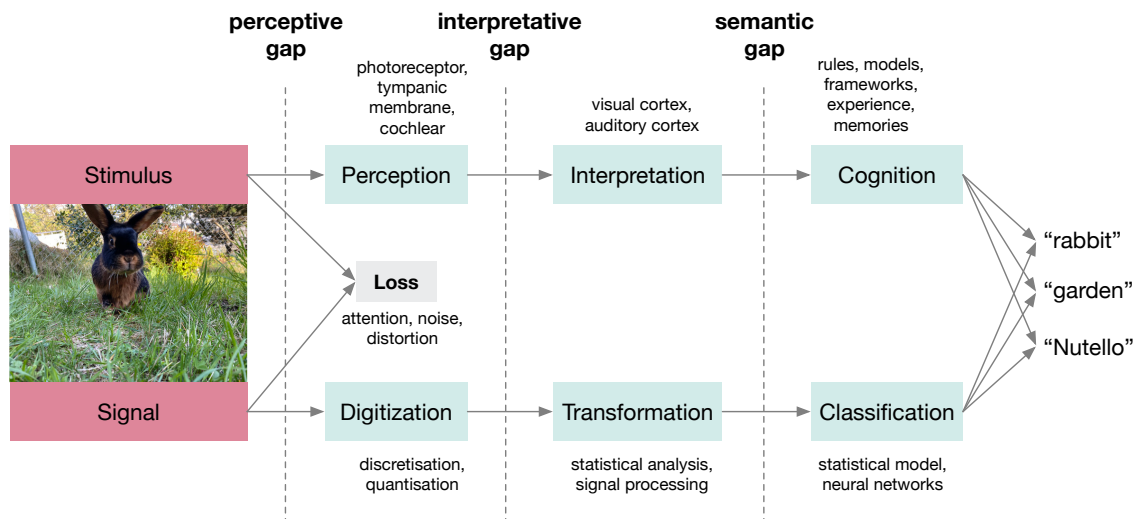 perceptive
gap
interpretative
gap
semantic
gap
photoreceptor,
tympanic
membrane,
cochlear
visual cortex,
auditory cortex
rules, models,
frameworks,
experience,
memories
Stimulus
Perception
Interpretation
Cognition
Loss
attention, noise,
distortion
“rabbit”
“garden”
“Nutello”
Signal
Digitization
Transformation
Classification
discretisation,
quantisation
statistical analysis,
signal processing
statistical model,
neural networks